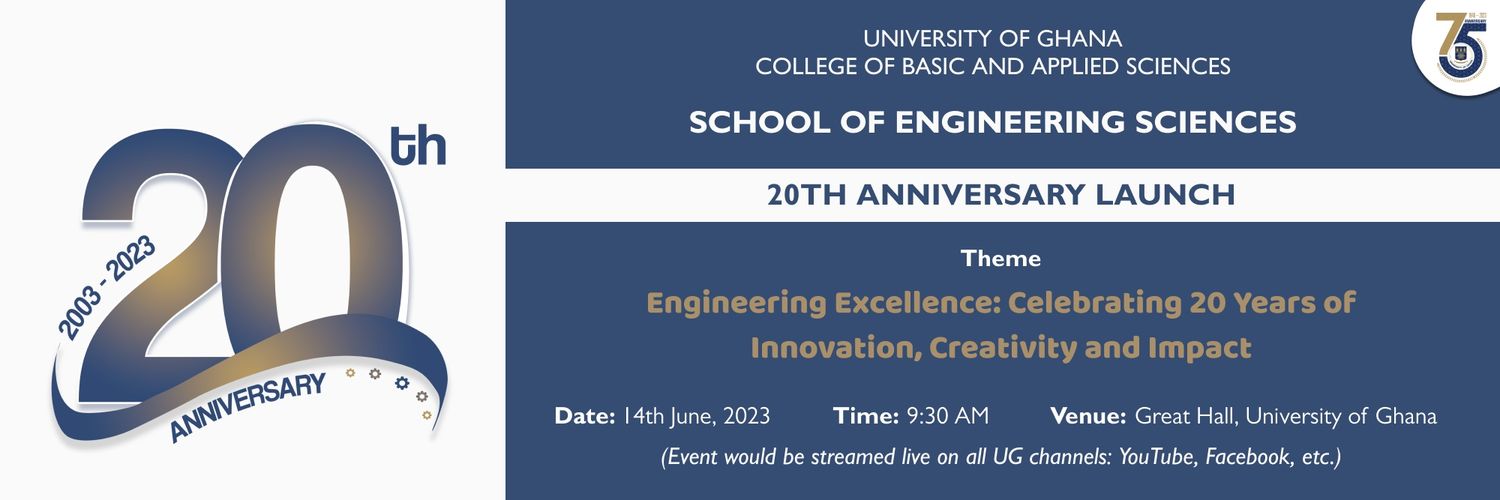 20th
2003 - 2023
ANNIVERSARY
UNIVERSITY OF GHANA
COLLEGE OF BASIC AND APPLIED SCIENCES
SCHOOL OF ENGINEERING SCIENCES
75
20TH ANNIVERSARY LAUNCH
Theme
Engineering Excellence: Celebrating 20 Years of
Innovation, Creativity and Impact
Date: 14th June, 2023 Time: 9:30 AM Venue: Great Hall, University of Ghana
(Event would be streamed live on all UG channels: YouTube, Facebook, etc.)